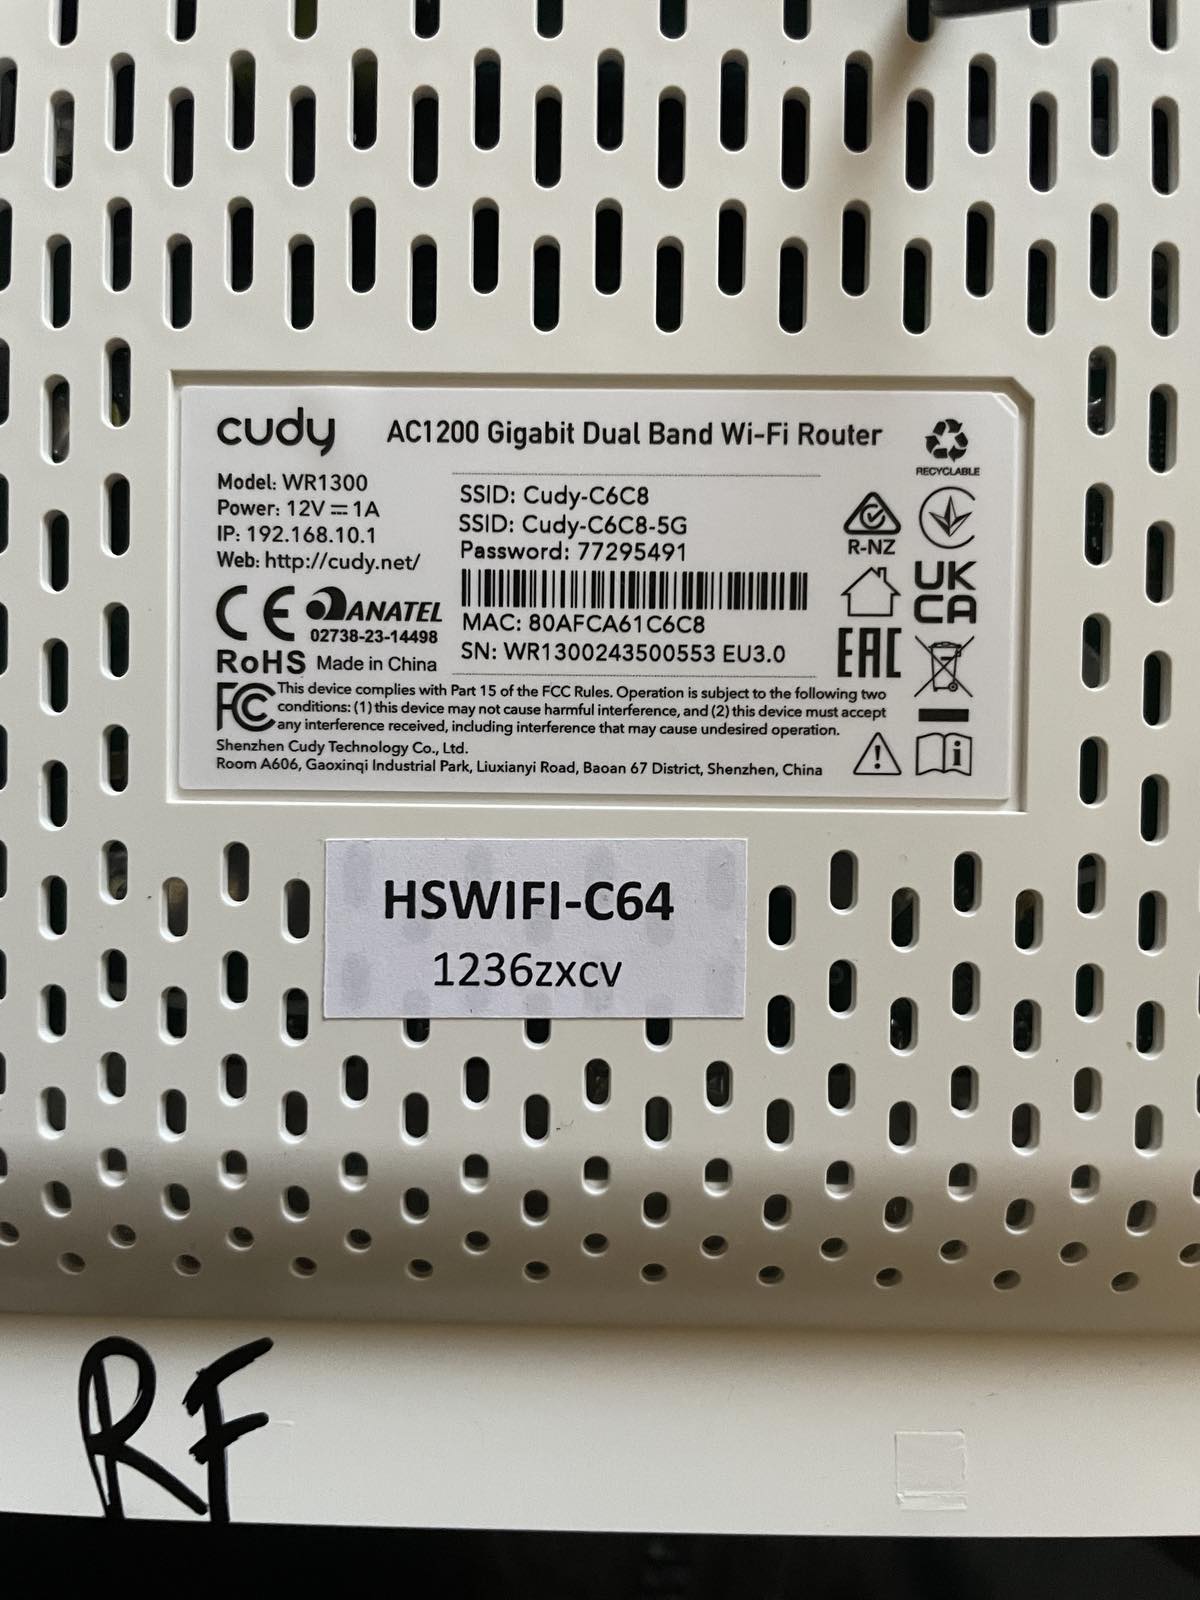 cudy AC1200 Gigabit Dual Band Wi-Fi Router
RECYCLABLE
Model: WR1300
Power: 12V⎓1A
IP: 192.168.10.1
Web: http://cudy.net/
SSID: Cudy-C6C8
SSID: Cudy-C6C8-5G
Password: 77295491
MAC: 80AFCA61C6C8
SN: WR1300243500553 EU3.0
R-NZ
UK
CA
EAC
CE ANATEL
02738-23-14498
RoHS Made in China
FC This device complies with Part 15 of the FCC Rules. Operation is subject to the following two
conditions: (1) this device may not cause harmful interference, and (2) this device must accept
any interference received, including interference that may cause undesired operation.
Shenzhen Cudy Technology Co., Ltd.
Room A606, Gaoxinqi Industrial Park, Liuxianyi Road, Baoan 67 District, Shenzhen, China
HSWIFI-C64
1236zxcv
RF